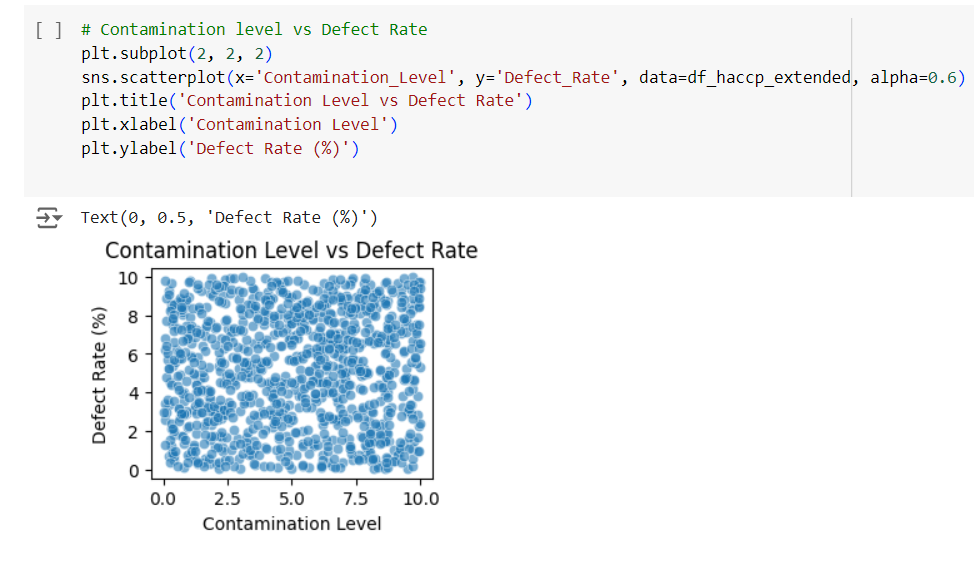 [ ] # Contamination level vs Defect Rate
plt.subplot(2, 2, 2)
sns.scatterplot(x='Contamination_Level', y='Defect_Rate', data=df_haccp_extended, alpha=0.6)
plt.title('Contamination Level vs Defect Rate')
plt.xlabel('Contamination Level')
plt.ylabel('Defect Rate (%)')
Text(0, 0.5, 'Defect Rate (%)')
Contamination Level vs Defect Rate
Defect Rate (%)
10
8
6
4
2
0
0.0 2.5 5.0 7.5 10.0
Contamination Level